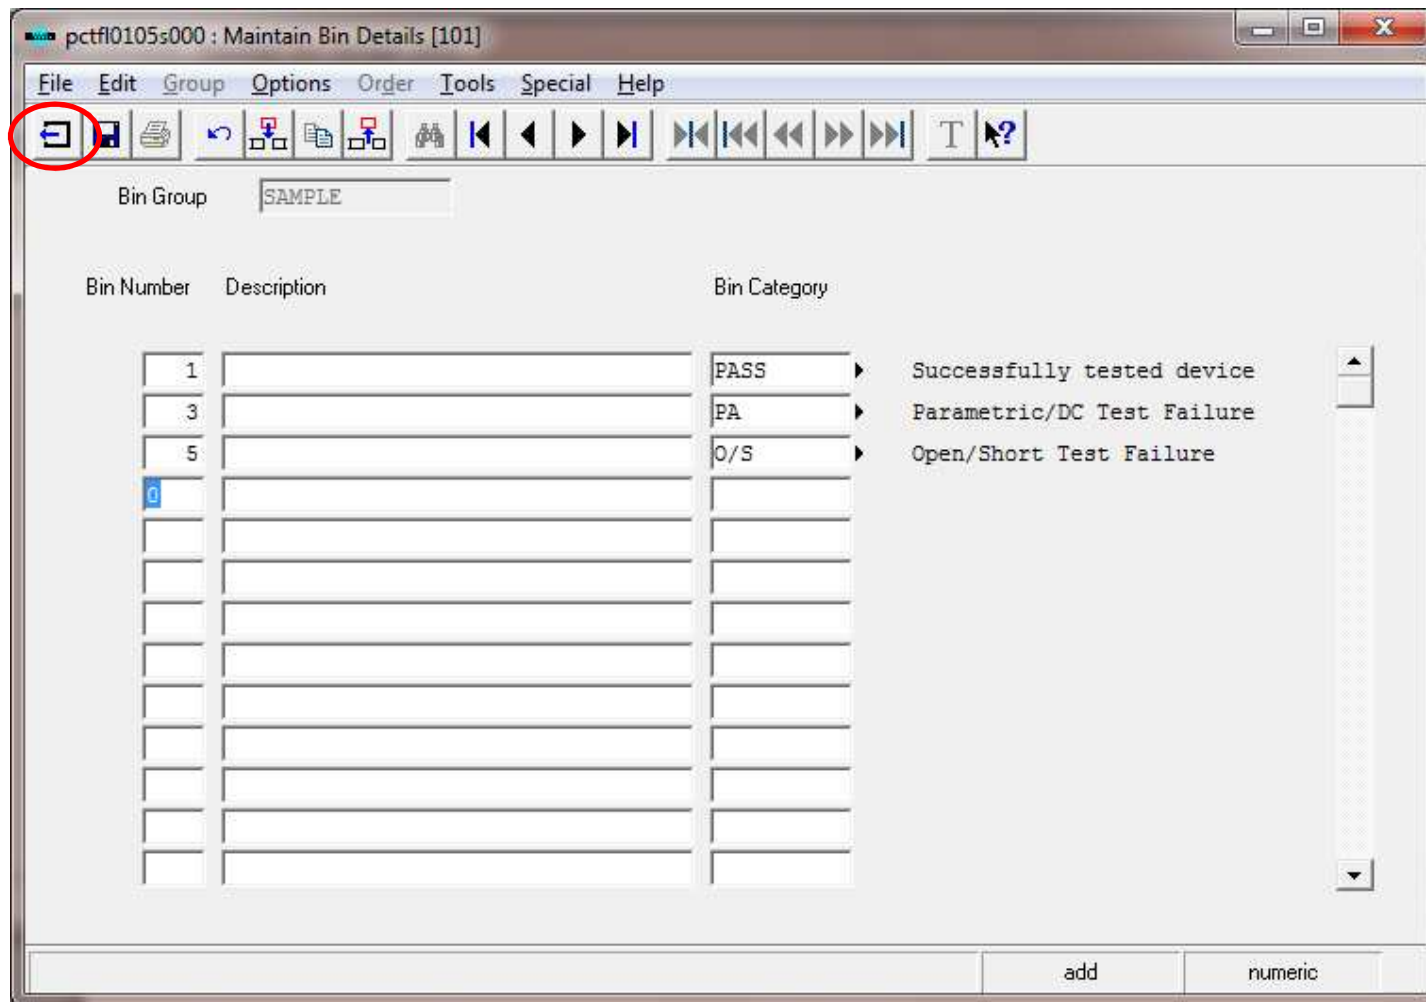 pctfl0105s000 : Maintain Bin Details [101]
File Edit Group Options Order Tools Special Help
T ?
Bin Group SAMPLE
Bin Number Description Bin Category
1 PASS Successfully tested device
3 PA Parametric/DC Test Failure
5 O/S Open/Short Test Failure
0
add numeric